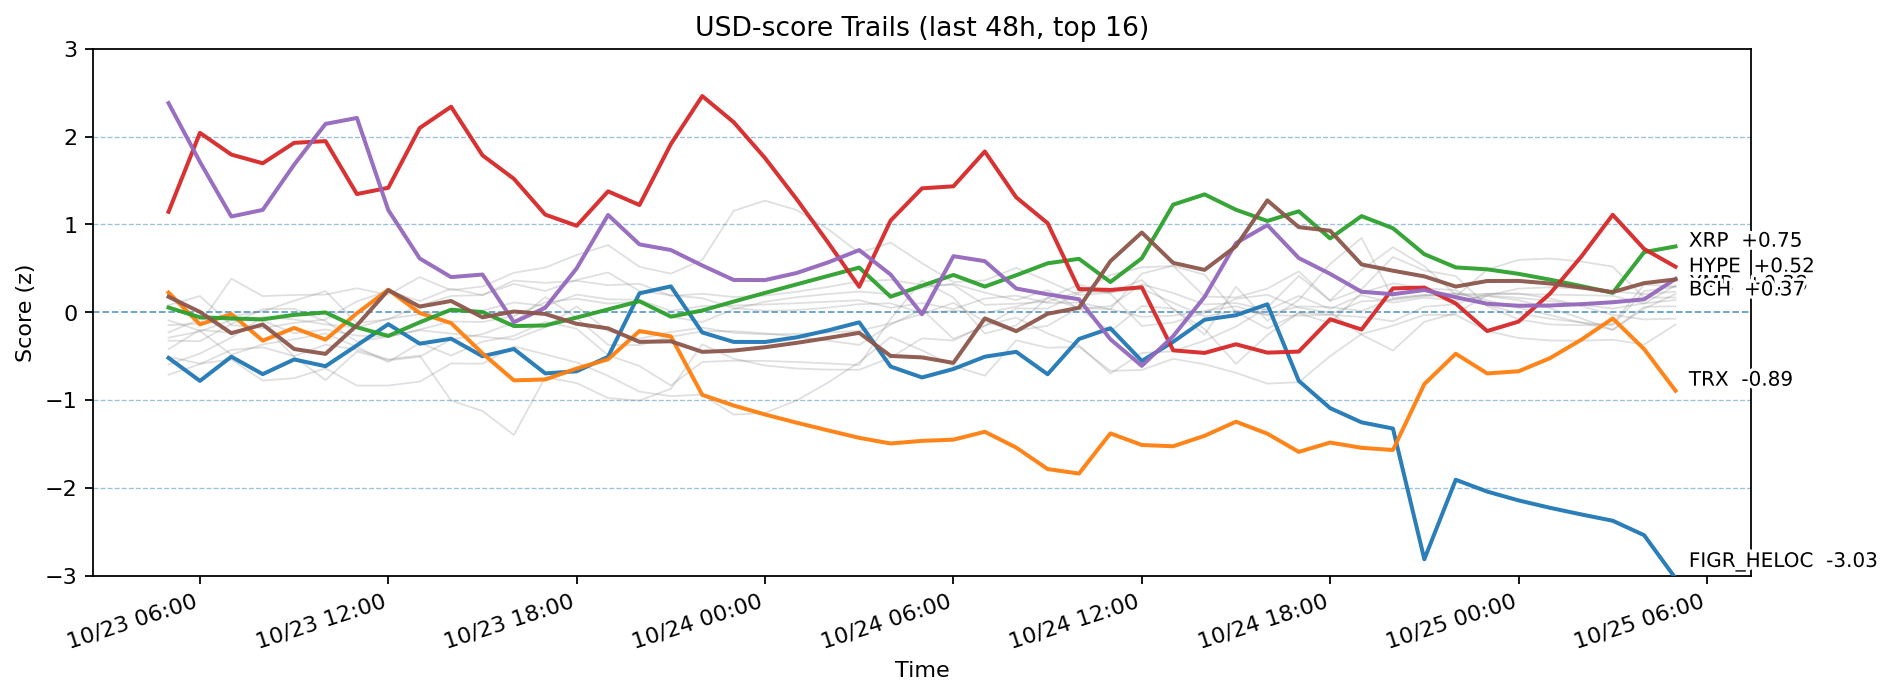 USD-score Trails (last 48h, top 16)
Score (z)
3
2
1
0
−1
−2
−3
XRP +0.75
HYPE +0.52
BCH +0.37
TRX -0.89
FIGR_HELOC -3.03
10/23 06:00
10/23 12:00
10/23 18:00
10/24 00:00
10/24 06:00
10/24 12:00
10/24 18:00
10/25 00:00
10/25 06:00
Time